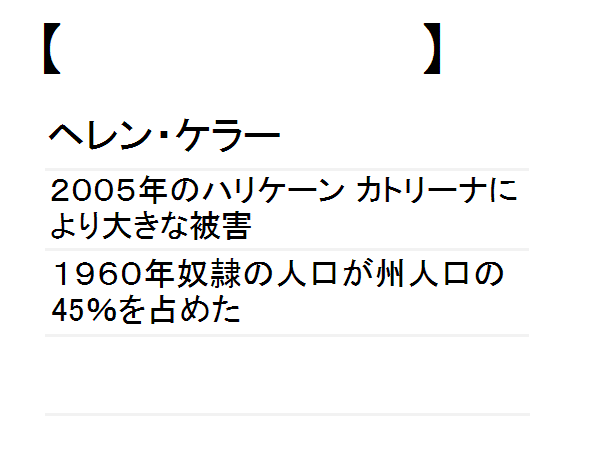 【 】
ヘレン・ケラー
２００５年のハリケーン カトリーナに
より大きな被害
１９６０年奴隷の人口が州人口の
45％を占めた